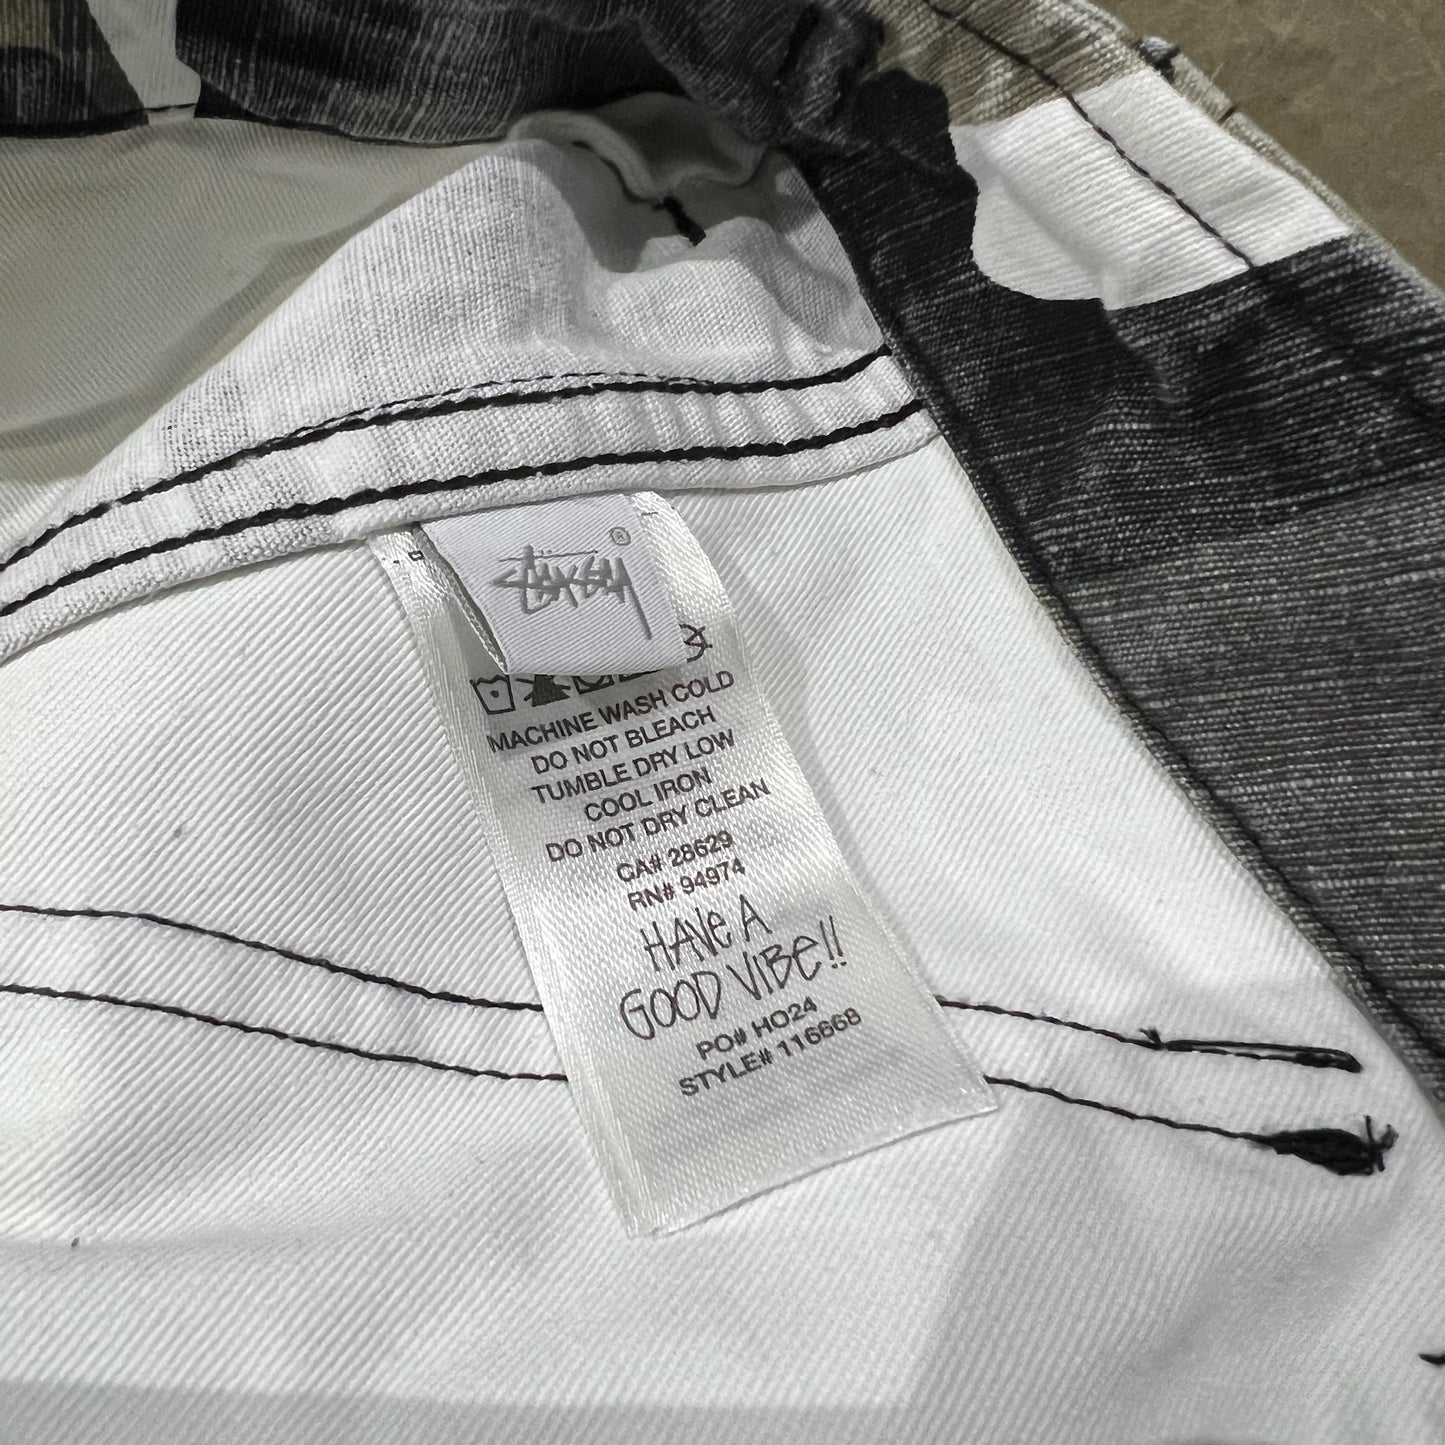 STÜSSY ®
MACHINE WASH COLD
DO NOT BLEACH
TUMBLE DRY LOW
COOL IRON
DO NOT DRY CLEAN
CA# 28629
RN# 94974
HAVE A
GOOD VIBE!!
PO# HO24
STYLE# 116668